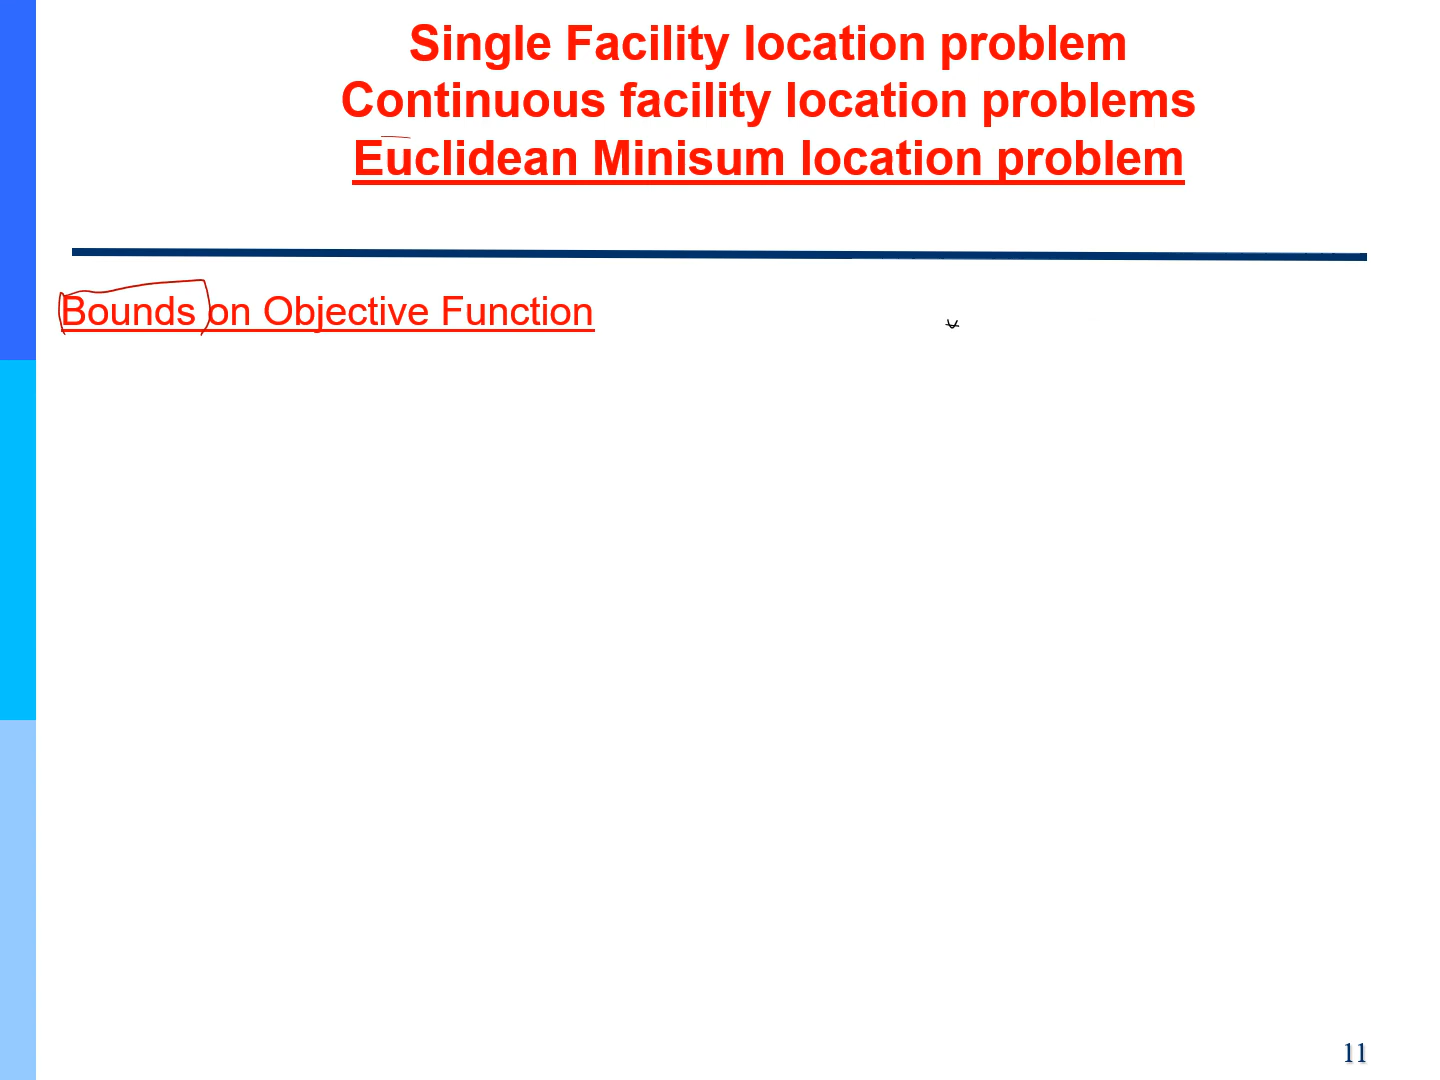 Single Facility location problem
Continuous facility location problems
Euclidean Minisum location problem
Bounds on Objective Function
11